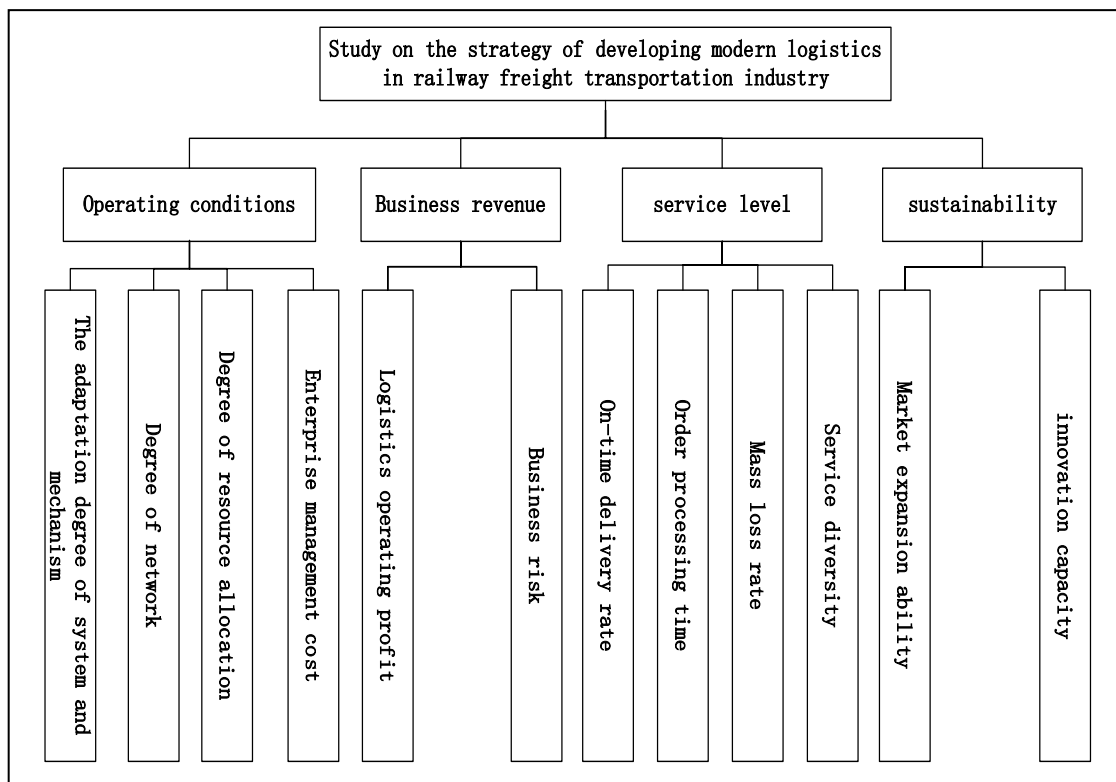 Study on the strategy of developing modern logistics
in railway freight transportation industry
Operating conditions
Business revenue
service level
sustainability
The adaptation degree of system and
mechanism
Degree of network
Degree of resource allocation
Enterprise management cost
Logistics operating profit
Business risk
On-time delivery rate
Order processing time
Mass loss rate
Service diversity
Market expansion ability
innovation capacity